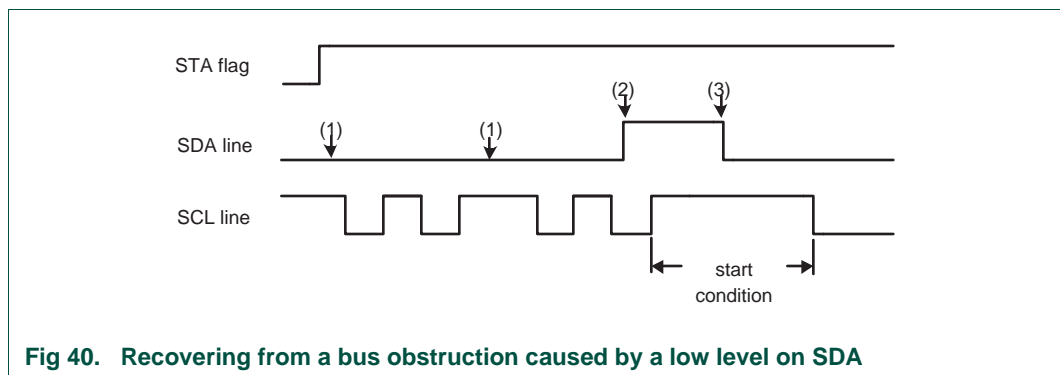 STA flag
(2) (3)
(1) (1)
SDA line
SCL line
start
condition
Fig 40. Recovering from a bus obstruction caused by a low level on SDA